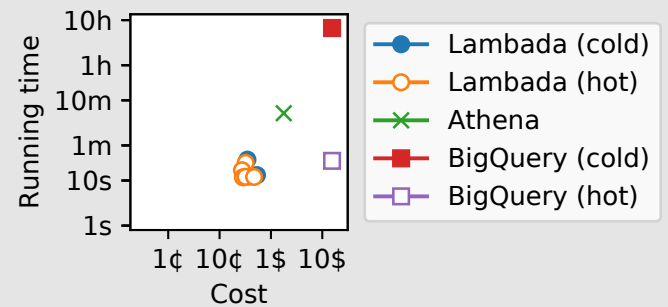 Running time
10h
1h
10m
1m
10s
1s
1¢ 10¢ 1$ 10$
Cost
Lambada (cold)
Lambada (hot)
Athena
BigQuery (cold)
BigQuery (hot)